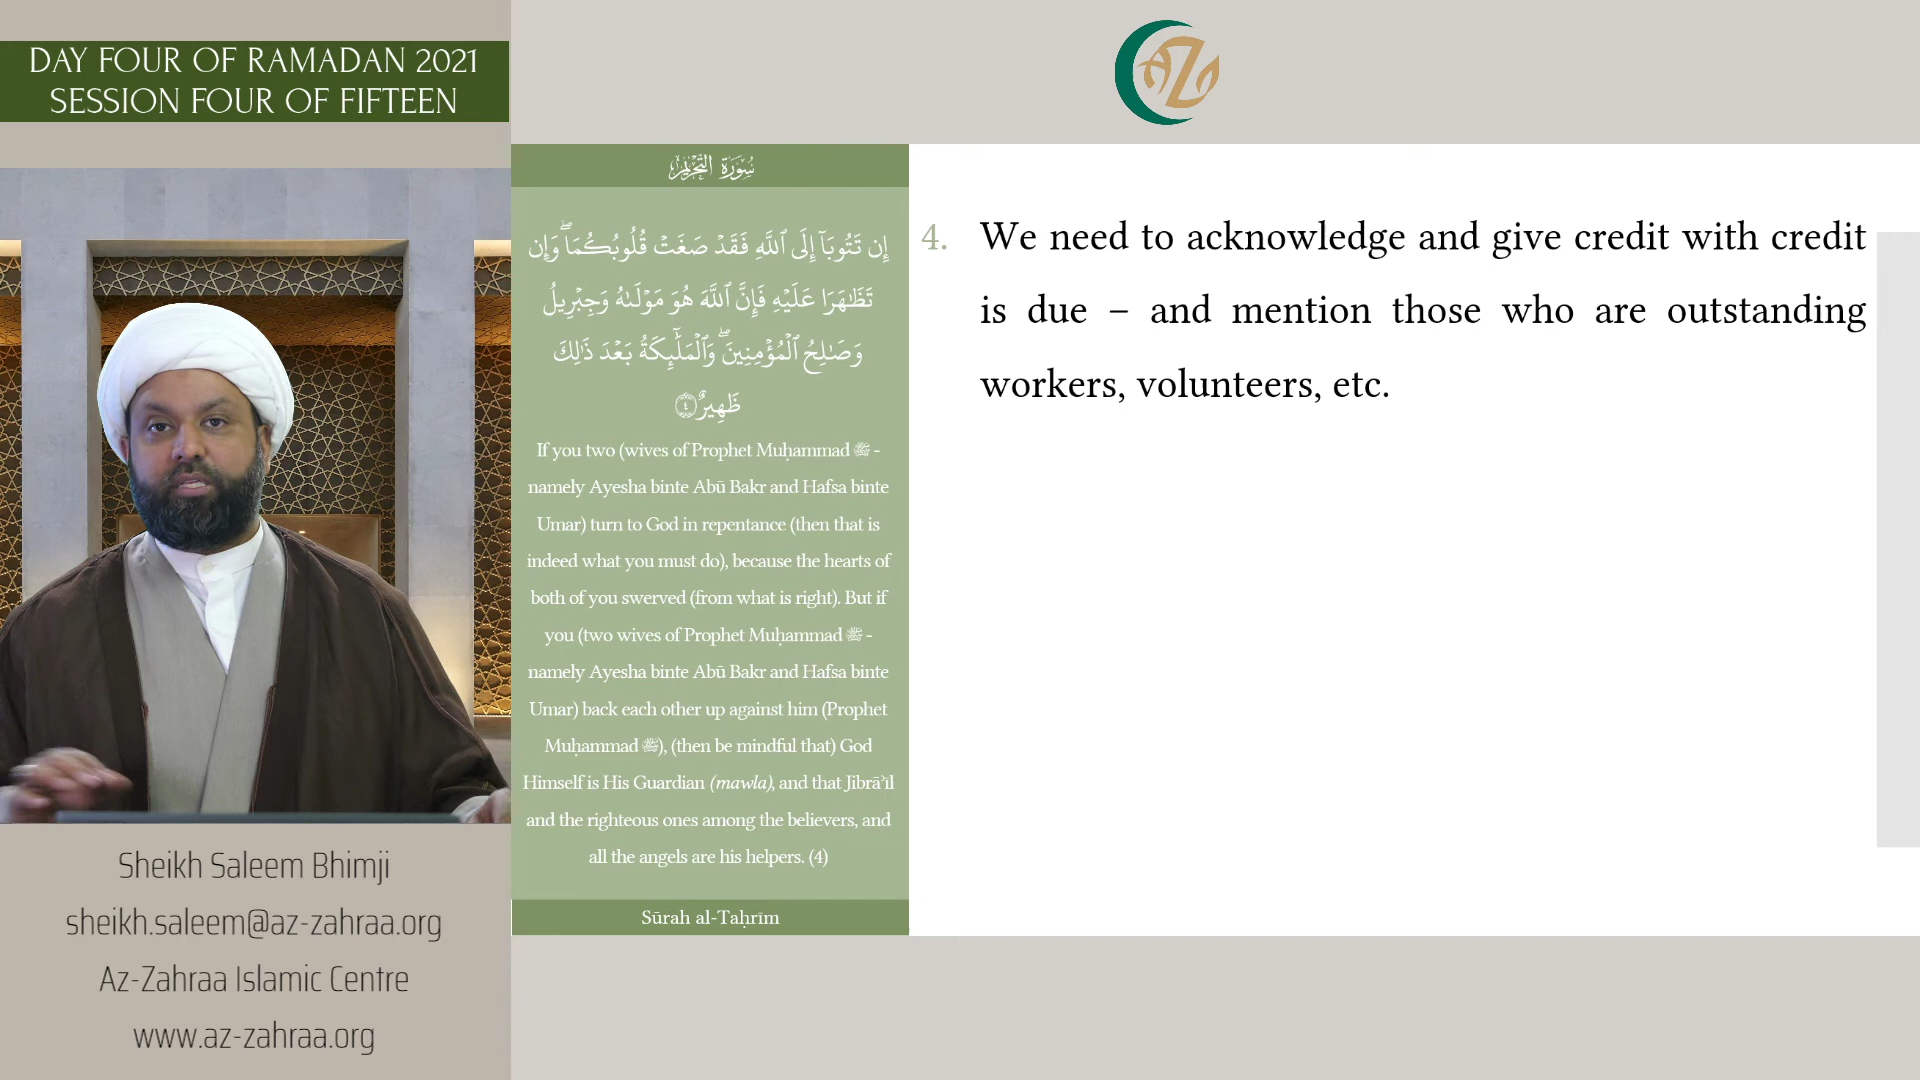 DAY FOUR OF RAMADAN 2021
SESSION FOUR OF FIFTEEN
Sheikh Saleem Bhimji
sheikh.saleem@az-zahraa.org
Az-Zahraa Islamic Centre
www.az-zahraa.org
سُورَةُ التَّحْرِيمِ
إِن تَتُوبَآ إِلَى ٱللَّهِ فَقَدْ صَغَتْ قُلُوبُكُمَا ۖ وَإِن
تَظَٰهَرَا عَلَيْهِ فَإِنَّ ٱللَّهَ هُوَ مَوْلَىٰهُ وَجِبْرِيلُ
وَصَٰلِحُ ٱلْمُؤْمِنِينَ ۖ وَٱلْمَلَٰٓئِكَةُ بَعْدَ ذَٰلِكَ
ظَهِيرٌ ٤
If you two (wives of Prophet Muḥammad ﷺ -
namely Ayesha binte Abū Bakr and Hafsa binte
Umar) turn to God in repentance (then that is
indeed what you must do), because the hearts of
both of you swerved (from what is right). But if
you (two wives of Prophet Muḥammad ﷺ -
namely Ayesha binte Abū Bakr and Hafsa binte
Umar) back each other up against him (Prophet
Muḥammad ﷺ), (then be mindful that) God
Himself is His Guardian (mawla), and that Jibrāʾīl
and the righteous ones among the believers, and
all the angels are his helpers. (4)
Sūrah al-Taḥrīm
AZ
4. We need to acknowledge and give credit with credit
is due – and mention those who are outstanding
workers, volunteers, etc.